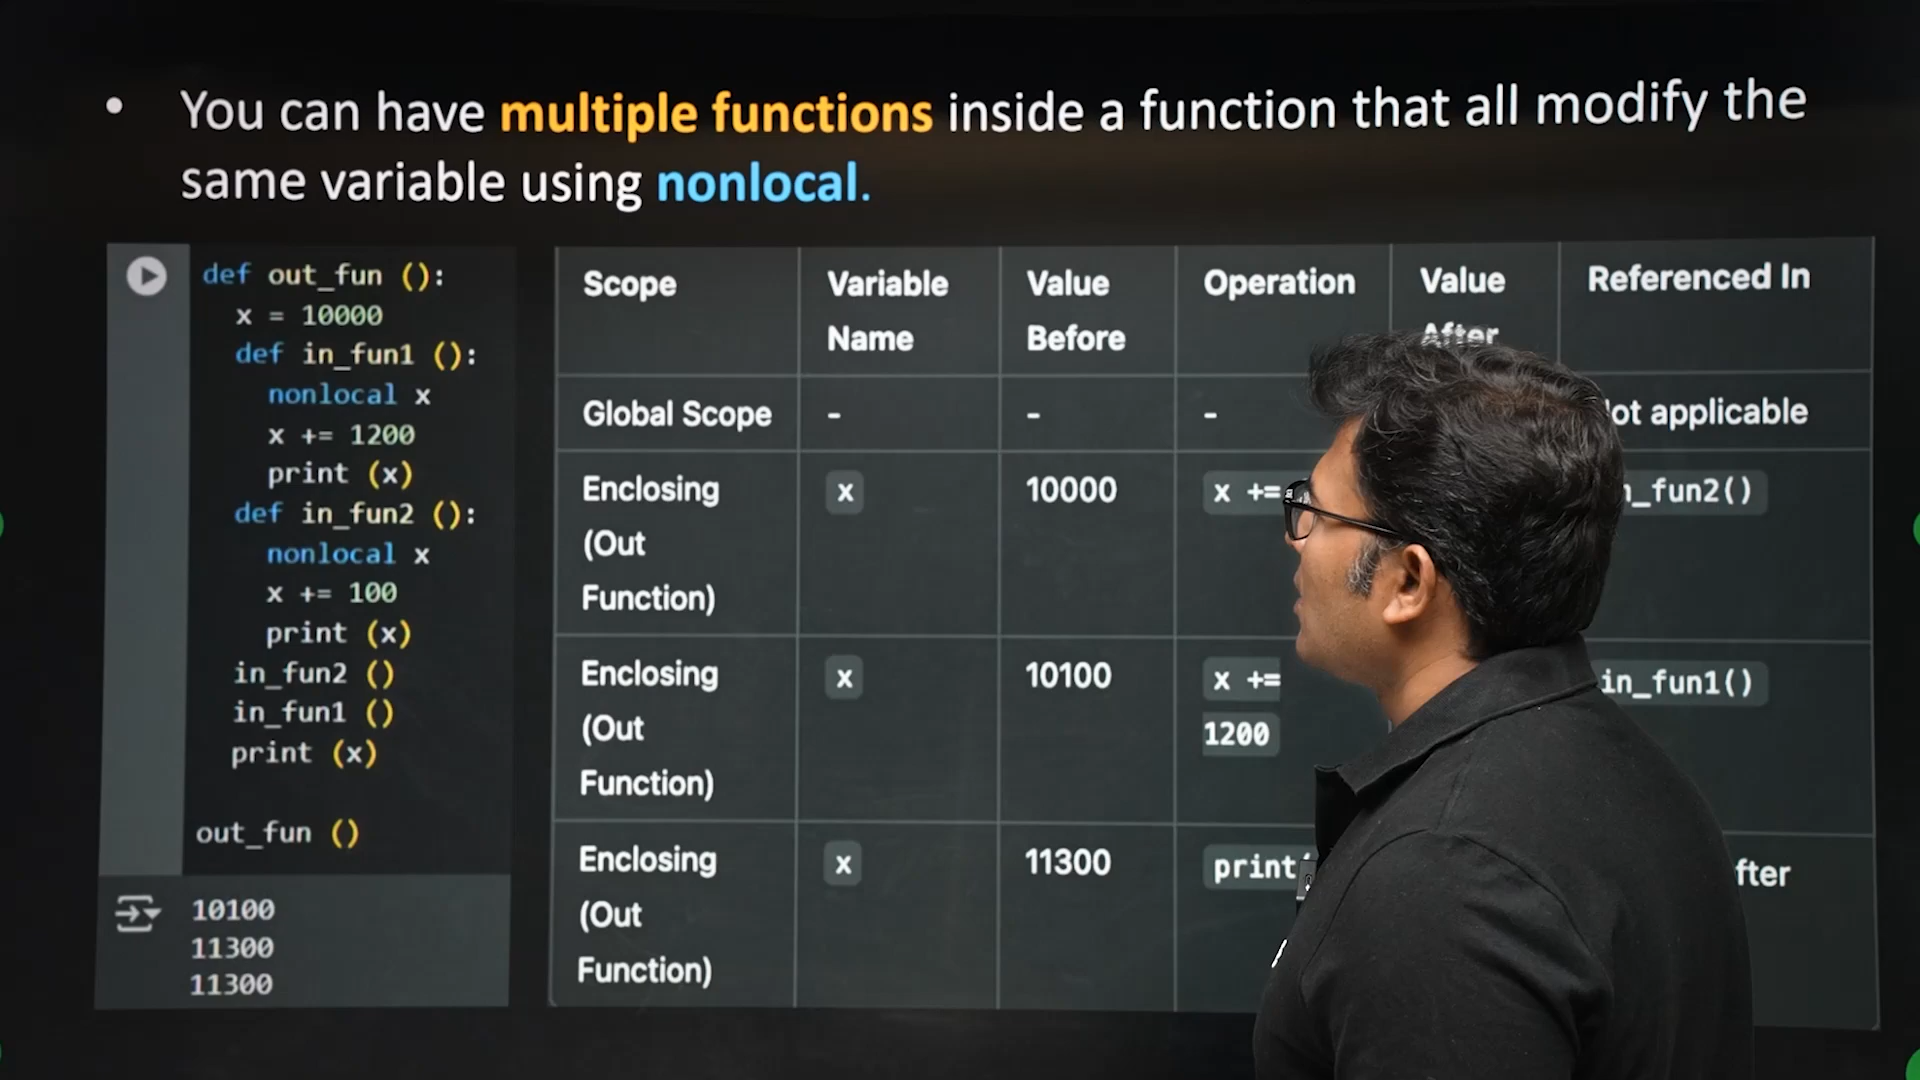 • You can have multiple functions inside a function that all modify the
same variable using nonlocal.
def out_fun ():
x = 10000
def in_fun1 ():
nonlocal x
x += 1200
print (x)
def in_fun2 ():
nonlocal x
x += 100
print (x)
in_fun2 ()
in_fun1 ()
print (x)
out_fun ()
10100
11300
11300
Scope Variable Name Value Before Operation Value After Referenced In
Global Scope - - - applicable
Enclosing (Out Function) x 10000 x +=
Enclosing (Out Function) x 10100 x += 1200 in_fun1()
Enclosing (Out Function) x 11300 print